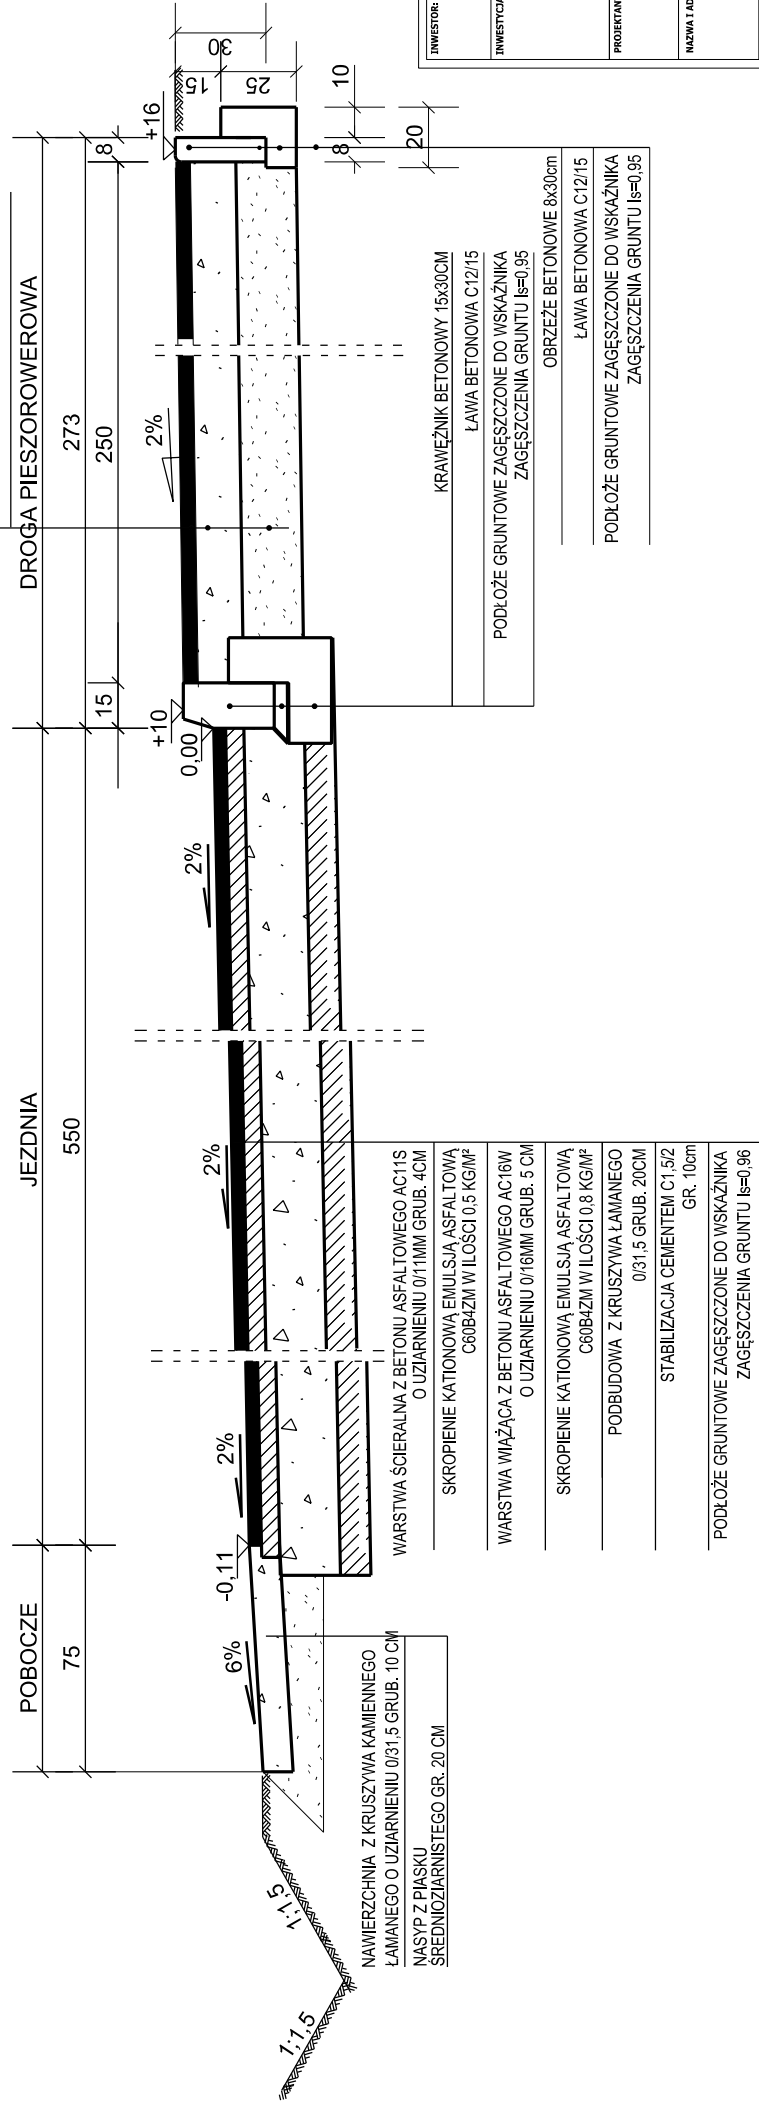 POBOCZE
JEZDNIA
DROGA PIESZOROWEROWA
75
550
273
15
250
8
6%
2%
2%
2%
2%
-0,11
0,00
+10
+16
1:1,5
1:1,5
15
30
25
10
8
20
NAWIERZCHNIA Z KRUSZYWA KAMIENNEGO
ŁAMANEGO O UZIARNIENIU 0/31,5 GRUB. 10 CM
NASYP Z PIASKU
ŚREDNIOZIARNISTEGO GR. 20 CM
WARSTWA ŚCIERALNA Z BETONU ASFALTOWEGO AC11S
O UZIARNIENIU 0/11MM GRUB. 4CM
SKROPIENIE KATIONOWĄ EMULSJĄ ASFALTOWĄ
C60B4ZM W ILOŚCI 0,5 KG/M²
WARSTWA WIĄŻĄCA Z BETONU ASFALTOWEGO AC16W
O UZIARNIENIU 0/16MM GRUB. 5 CM
SKROPIENIE KATIONOWĄ EMULSJĄ ASFALTOWĄ
C60B4ZM W ILOŚCI 0,8 KG/M²
PODBUDOWA Z KRUSZYWA ŁAMANEGO
0/31,5 GRUB. 20CM
STABILIZACJA CEMENTEM C1,5/2
GR. 10cm
PODŁOŻE GRUNTOWE ZAGĘSZCZONE DO WSKAŹNIKA
ZAGĘSZCZENIA GRUNTU Is=0,96
KRAWĘŻNIK BETONOWY 15x30CM
ŁAWA BETONOWA C12/15
PODŁOŻE GRUNTOWE ZAGĘSZCZONE DO WSKAŹNIKA
ZAGĘSZCZENIA GRUNTU Is=0,95
OBRZEŻE BETONOWE 8x30cm
ŁAWA BETONOWA C12/15
PODŁOŻE GRUNTOWE ZAGĘSZCZONE DO WSKAŹNIKA
ZAGĘSZCZENIA GRUNTU Is=0,95
INWESTOR:
INWESTYCJA
PROJEKTAN
NAZWA I AD